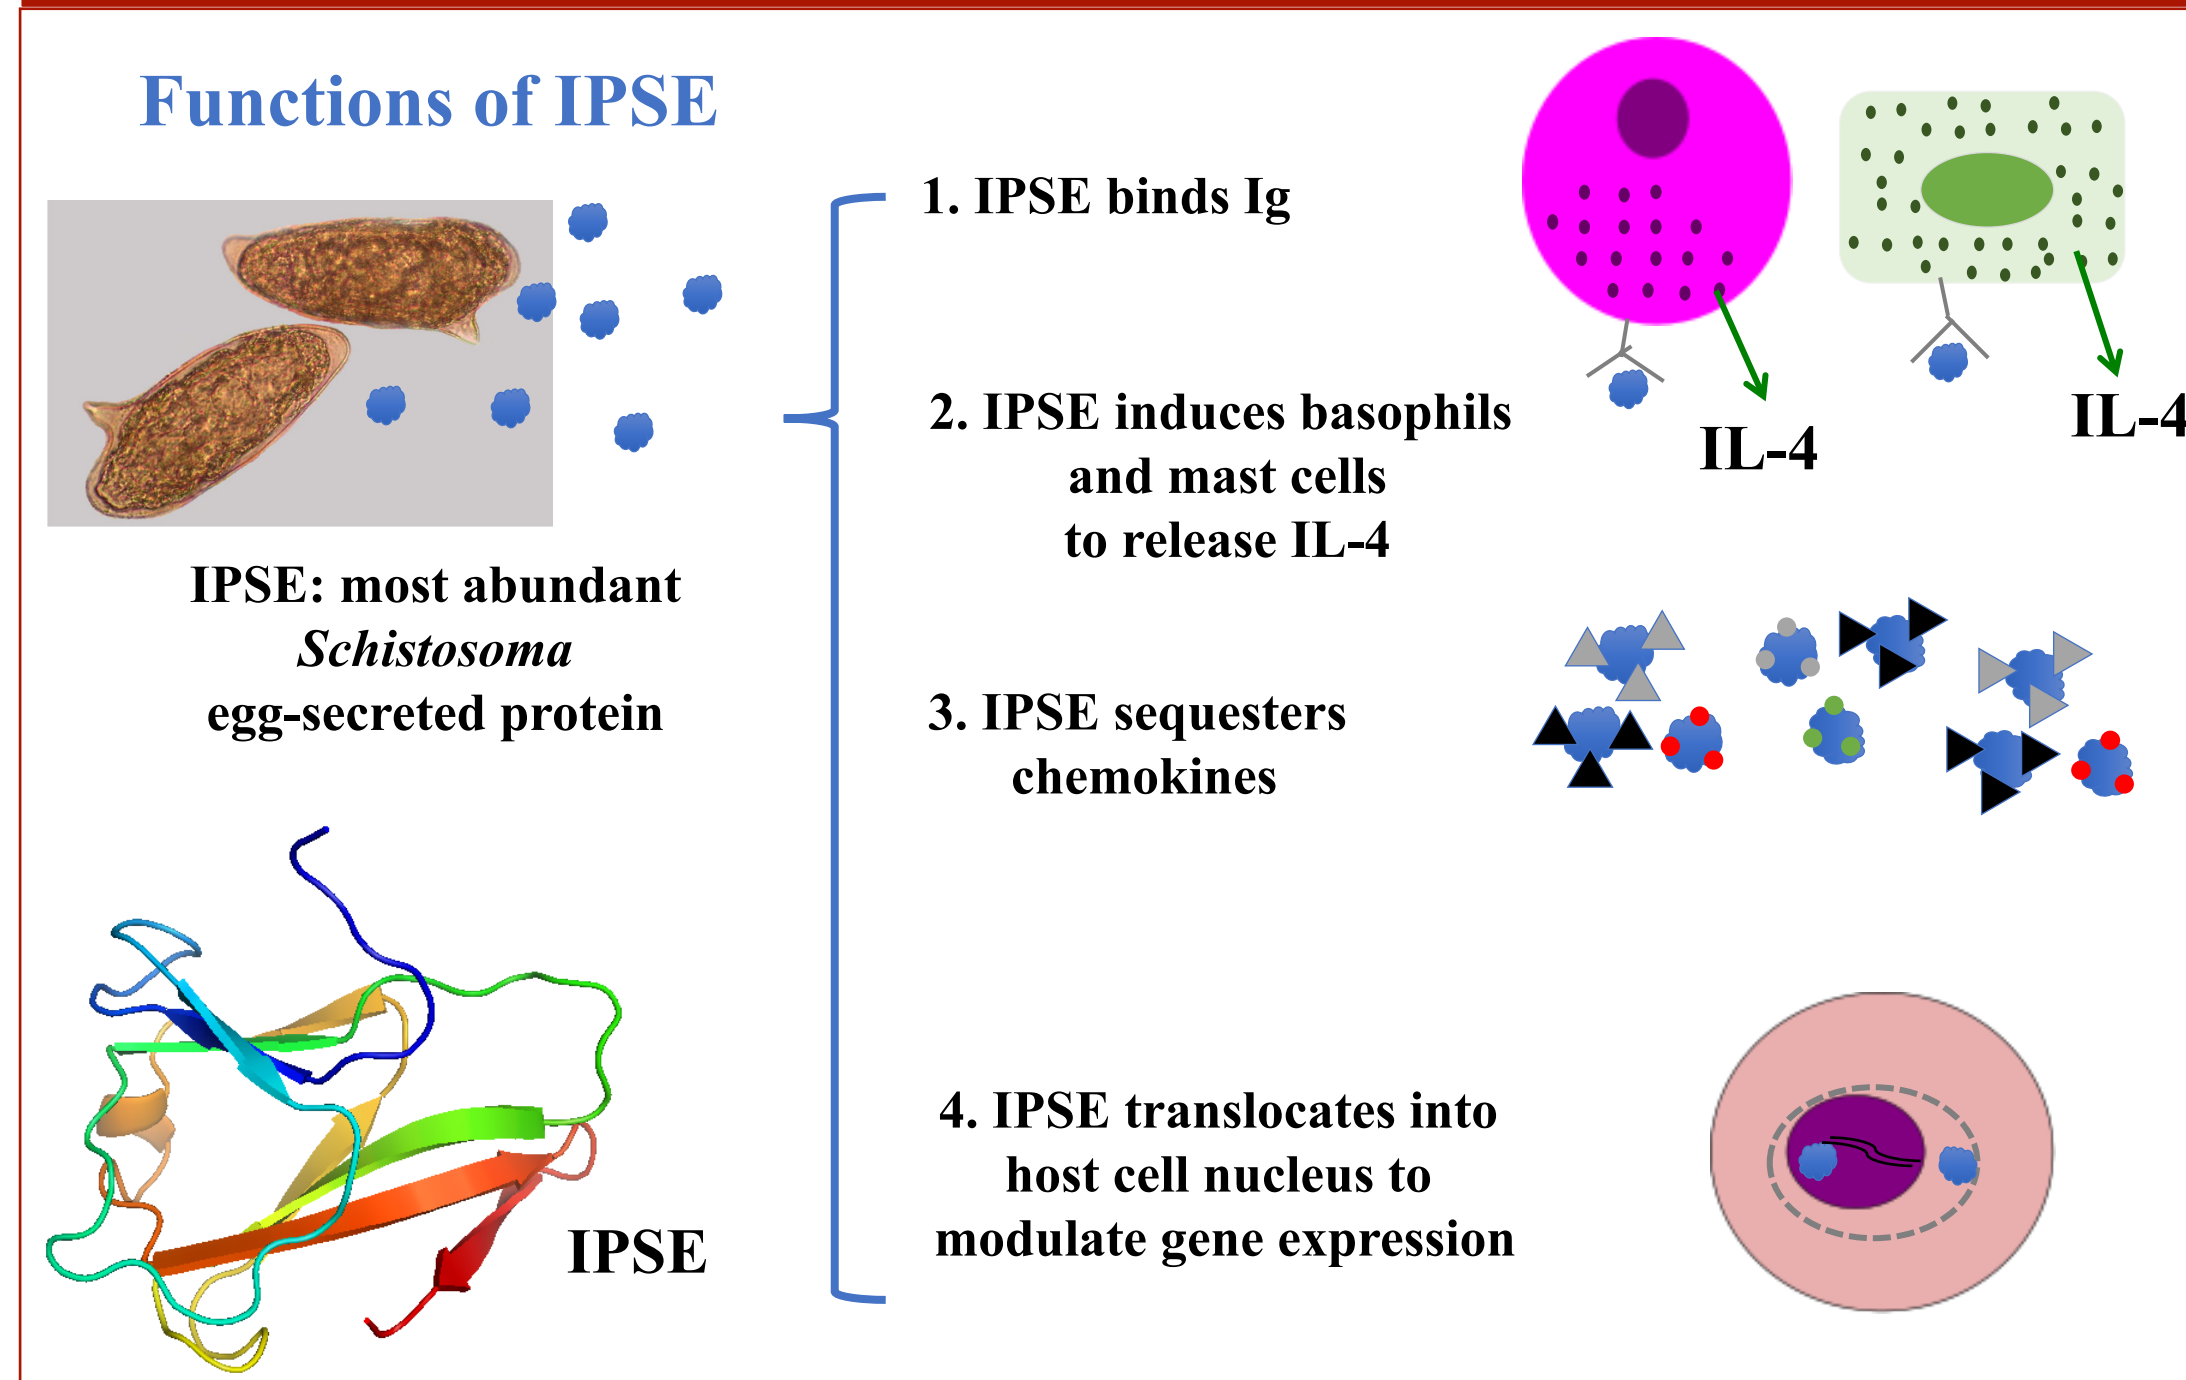 Functions of IPSE
IPSE: most abundant
Schistosoma
egg-secreted protein
IPSE
1. IPSE binds Ig
2. IPSE induces basophils
and mast cells
to release IL-4
3. IPSE sequesters
chemokines
4. IPSE translocates into
host cell nucleus to
modulate gene expression
IL-4
IL-4